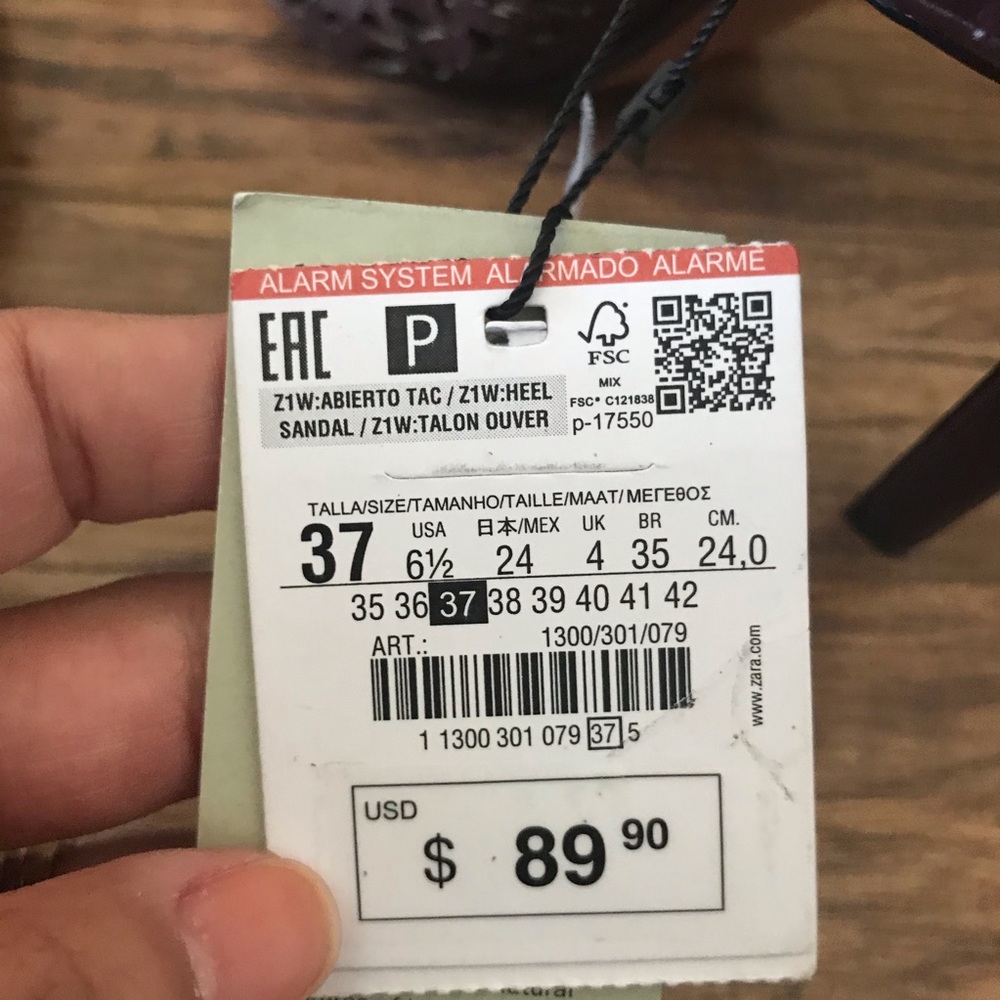 ALARM SYSTEM ALARMADO ALARME
EAC P
FSC
MIX
FSC® C121838
p-17550
Z1W:ABIERTO TAC / Z1W:HEEL
SANDAL / Z1W:TALON OUVER
TALLA/SIZE/TAMANHO/TAILLE/MAAT/ ΜΕΓΕΘΟΣ
USA 日本/MEX UK BR CM.
37 6½ 24 4 35 24,0
35 36 37 38 39 40 41 42
ART.: 1300/301/079
1 1300 301 079 37 5
www.zara.com
USD
$ 89 90